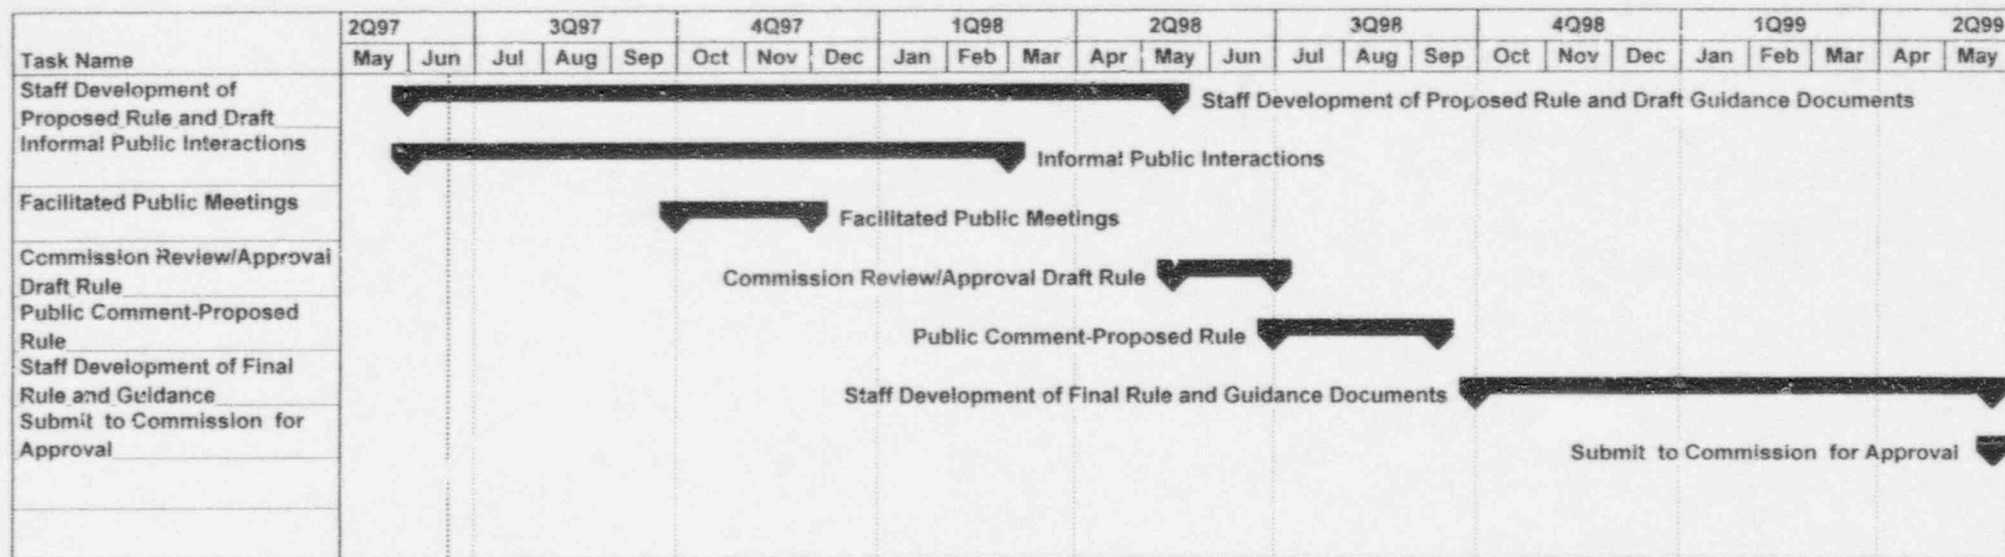 2Q97 3Q97 4Q97 1Q98 2Q98 3Q98 4Q98 1Q99 2Q99
Task Name May Jun Jul Aug Sep Oct Nov Dec Jan Feb Mar Apr May Jun Jul Aug Sep Oct Nov Dec Jan Feb Mar Apr May
Staff Development of
Proposed Rule and Draft
Staff Development of Proposed Rule and Draft Guidance Documents
Informal Public Interactions
Informal Public Interactions
Facilitated Public Meetings
Facilitated Public Meetings
Commission Review/Approval
Draft Rule
Commission Review/Approval Draft Rule
Public Comment-Proposed
Rule
Public Comment-Proposed Rule
Staff Development of Final
Rule and Guidance
Staff Development of Final Rule and Guidance Documents
Submit to Commission for
Approval
Submit to Commission for Approval